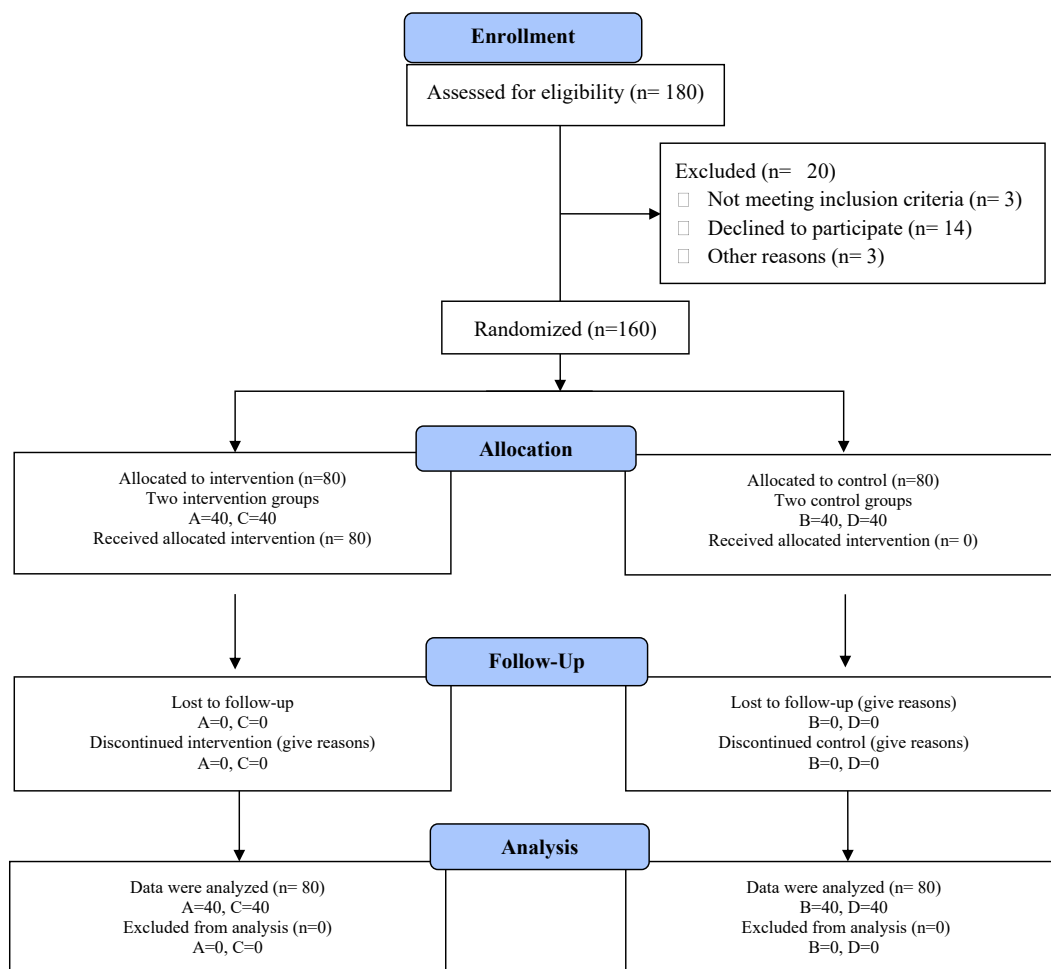 Enrollment
Assessed for eligibility (n= 180)
Excluded (n= 20)
Not meeting inclusion criteria (n= 3)
Declined to participate (n= 14)
Other reasons (n= 3)
Randomized (n=160)
Allocation
Allocated to intervention (n=80)
Two intervention groups
A=40, C=40
Received allocated intervention (n= 80)
Allocated to control (n=80)
Two control groups
B=40, D=40
Received allocated intervention (n= 0)
Follow-Up
Lost to follow-up
A=0, C=0
Discontinued intervention (give reasons)
A=0, C=0
Lost to follow-up (give reasons)
B=0, D=0
Discontinued control (give reasons)
B=0, D=0
Analysis
Data were analyzed (n= 80)
A=40, C=40
Excluded from analysis (n=0)
A=0, C=0
Data were analyzed (n= 80)
B=40, D=40
Excluded from analysis (n=0)
B=0, D=0